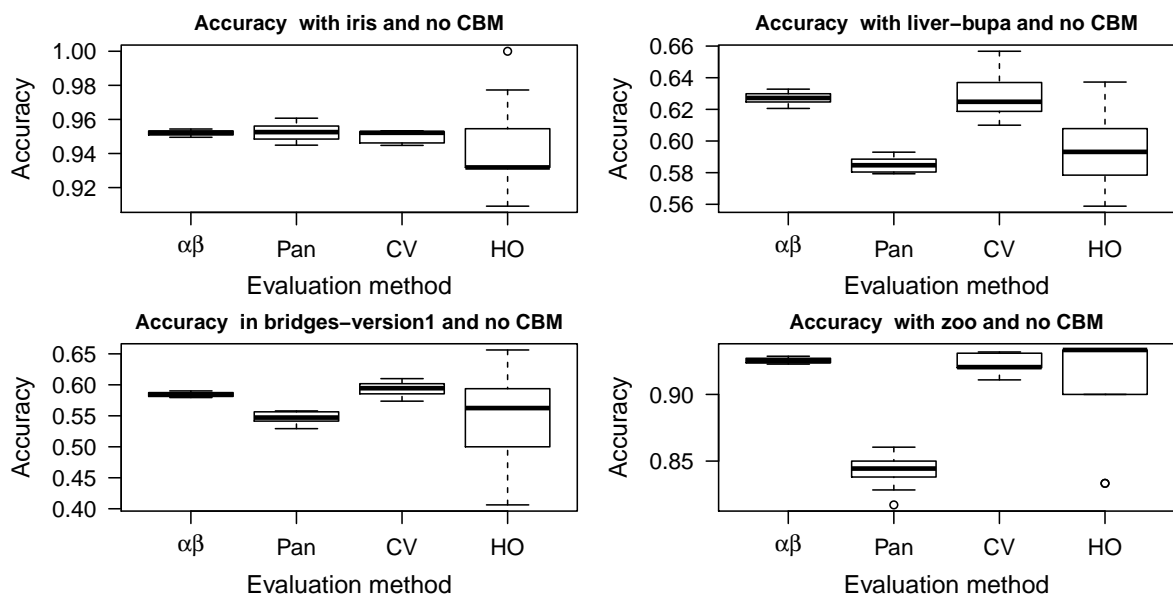 Accuracy with iris and no CBM
Accuracy
1.00
0.98
0.96
0.94
0.92
αβ Pan CV HO
Evaluation method
Accuracy with liver−bupa and no CBM
Accuracy
0.66
0.64
0.62
0.60
0.58
0.56
αβ Pan CV HO
Evaluation method
Accuracy in bridges−version1 and no CBM
Accuracy
0.65
0.60
0.55
0.50
0.45
0.40
αβ Pan CV HO
Evaluation method
Accuracy with zoo and no CBM
Accuracy
0.90
0.85
αβ Pan CV HO
Evaluation method